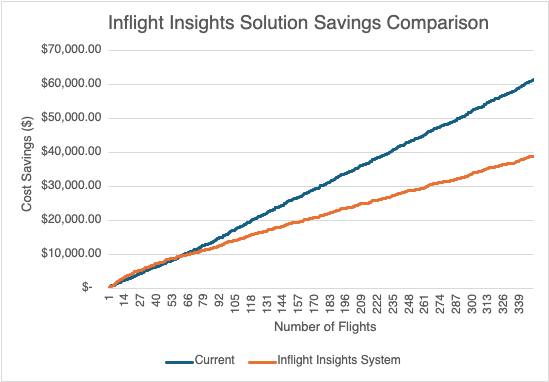 Inflight Insights Solution Savings Comparison
$70,000.00
$60,000.00
$50,000.00
$40,000.00
$30,000.00
$20,000.00
$10,000.00
$-
Cost Savings ($)
1 14 27 40 53 66 79 92 105 118 131 144 157 170 183 196 209 222 235 248 261 274 287 300 313 326 339
Number of Flights
Current Inflight Insights System